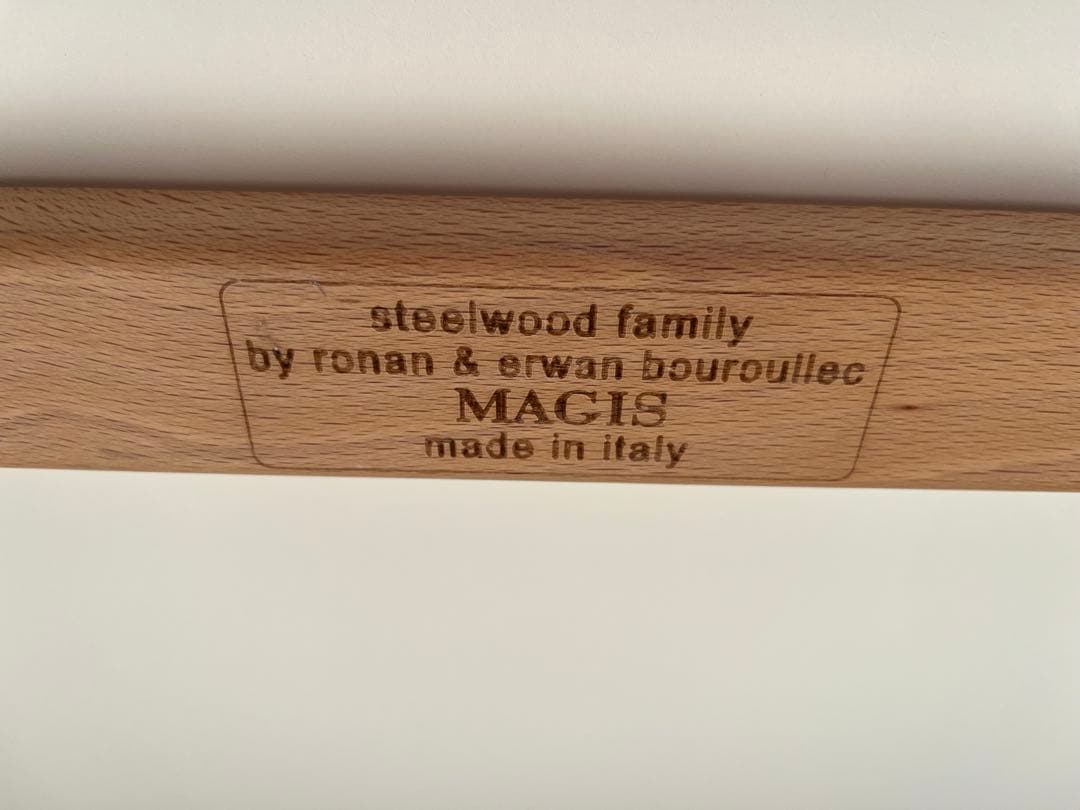 steelwood family
by ronan & erwan bouroullec
MAGIS
made in italy